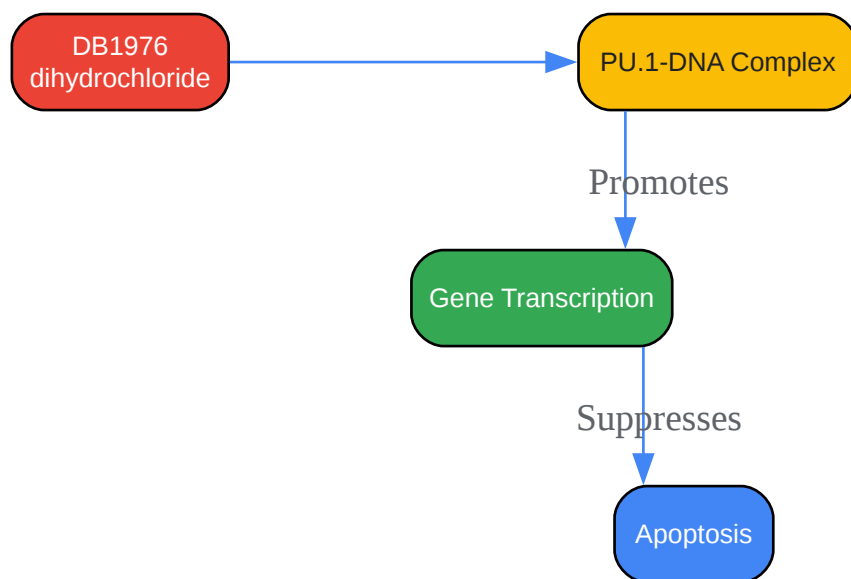 DB1976
dihydrochloride
PU.1-DNA Complex
Promotes
Gene Transcription
Suppresses
Apoptosis